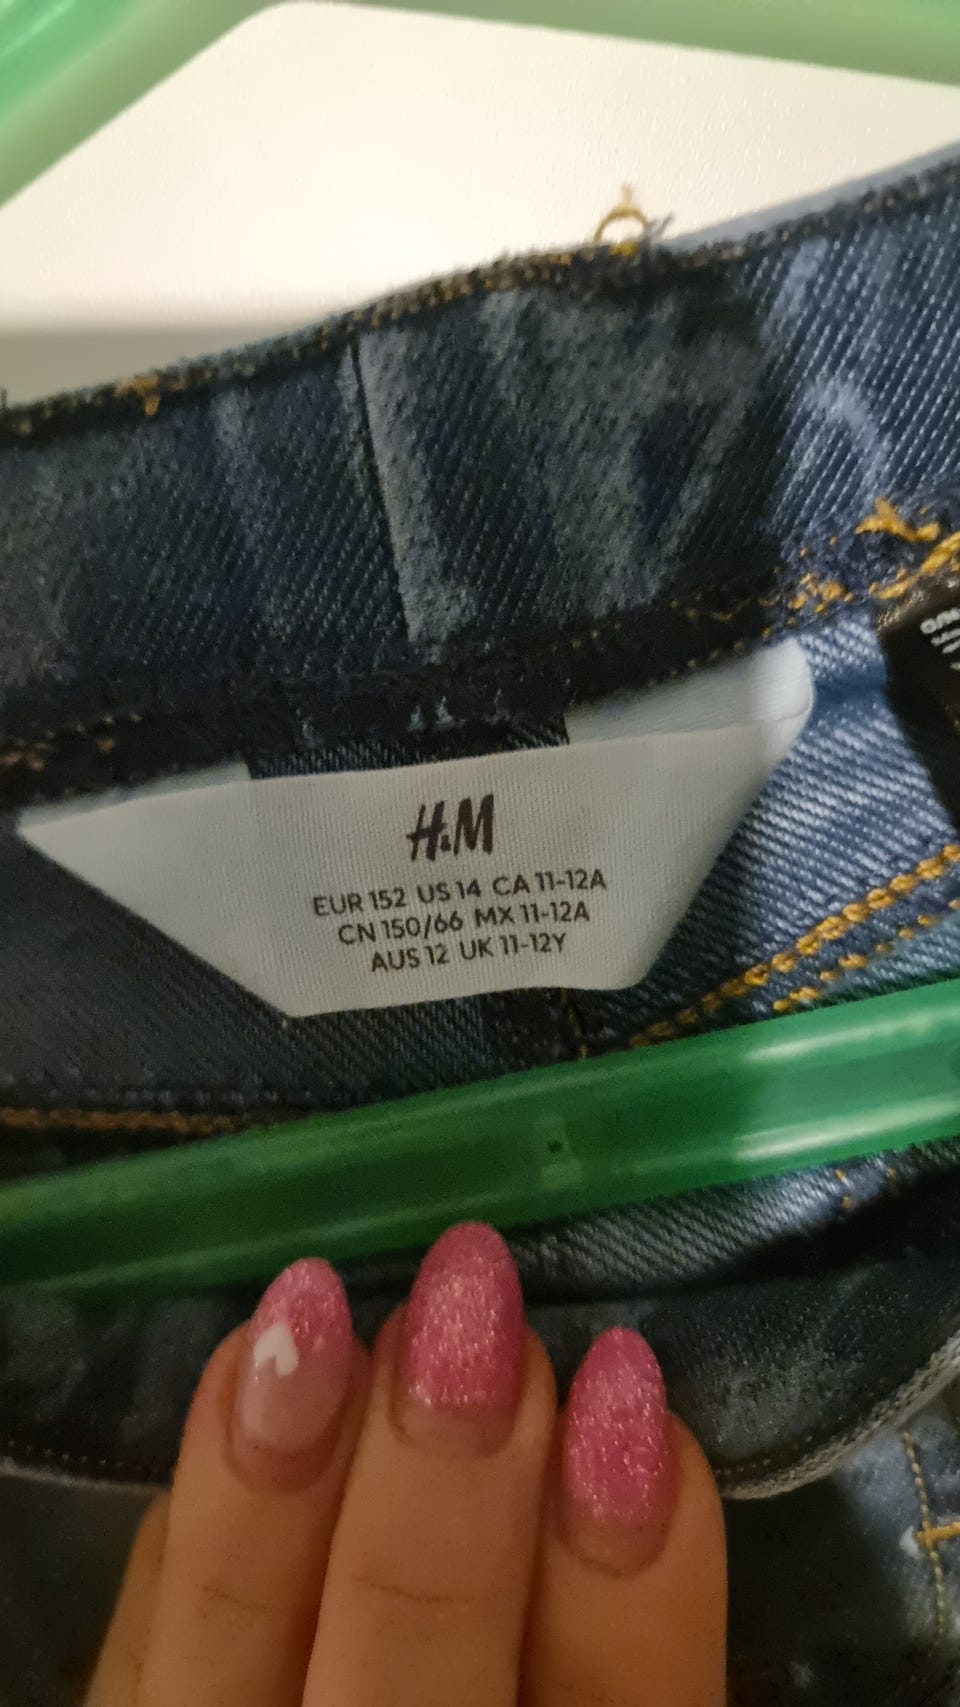 H&M
EUR 152 US 14 CA 11-12A
CN 150/66 MX 11-12A
AUS 12 UK 11-12Y